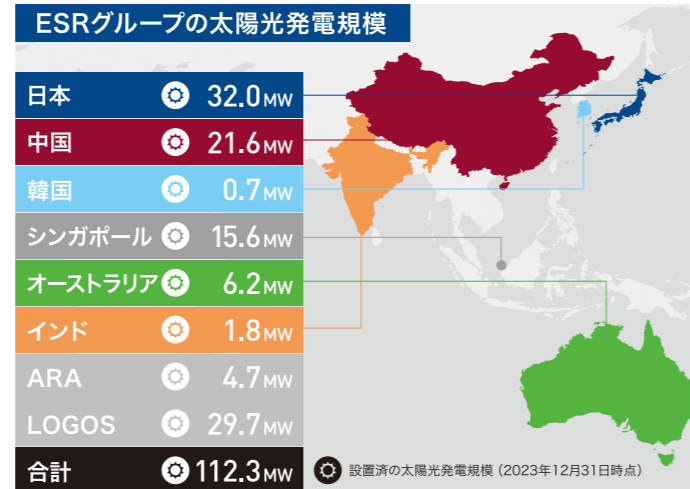 ESRグループの太陽光発電規模
日本 32.0MW
中国 21.6MW
韓国 0.7MW
シンガポール 15.6MW
オーストラリア 6.2MW
インド 1.8MW
ARA 4.7MW
LOGOS 29.7MW
合計 112.3MW
設置済の太陽光発電規模（2023年12月31日時点）